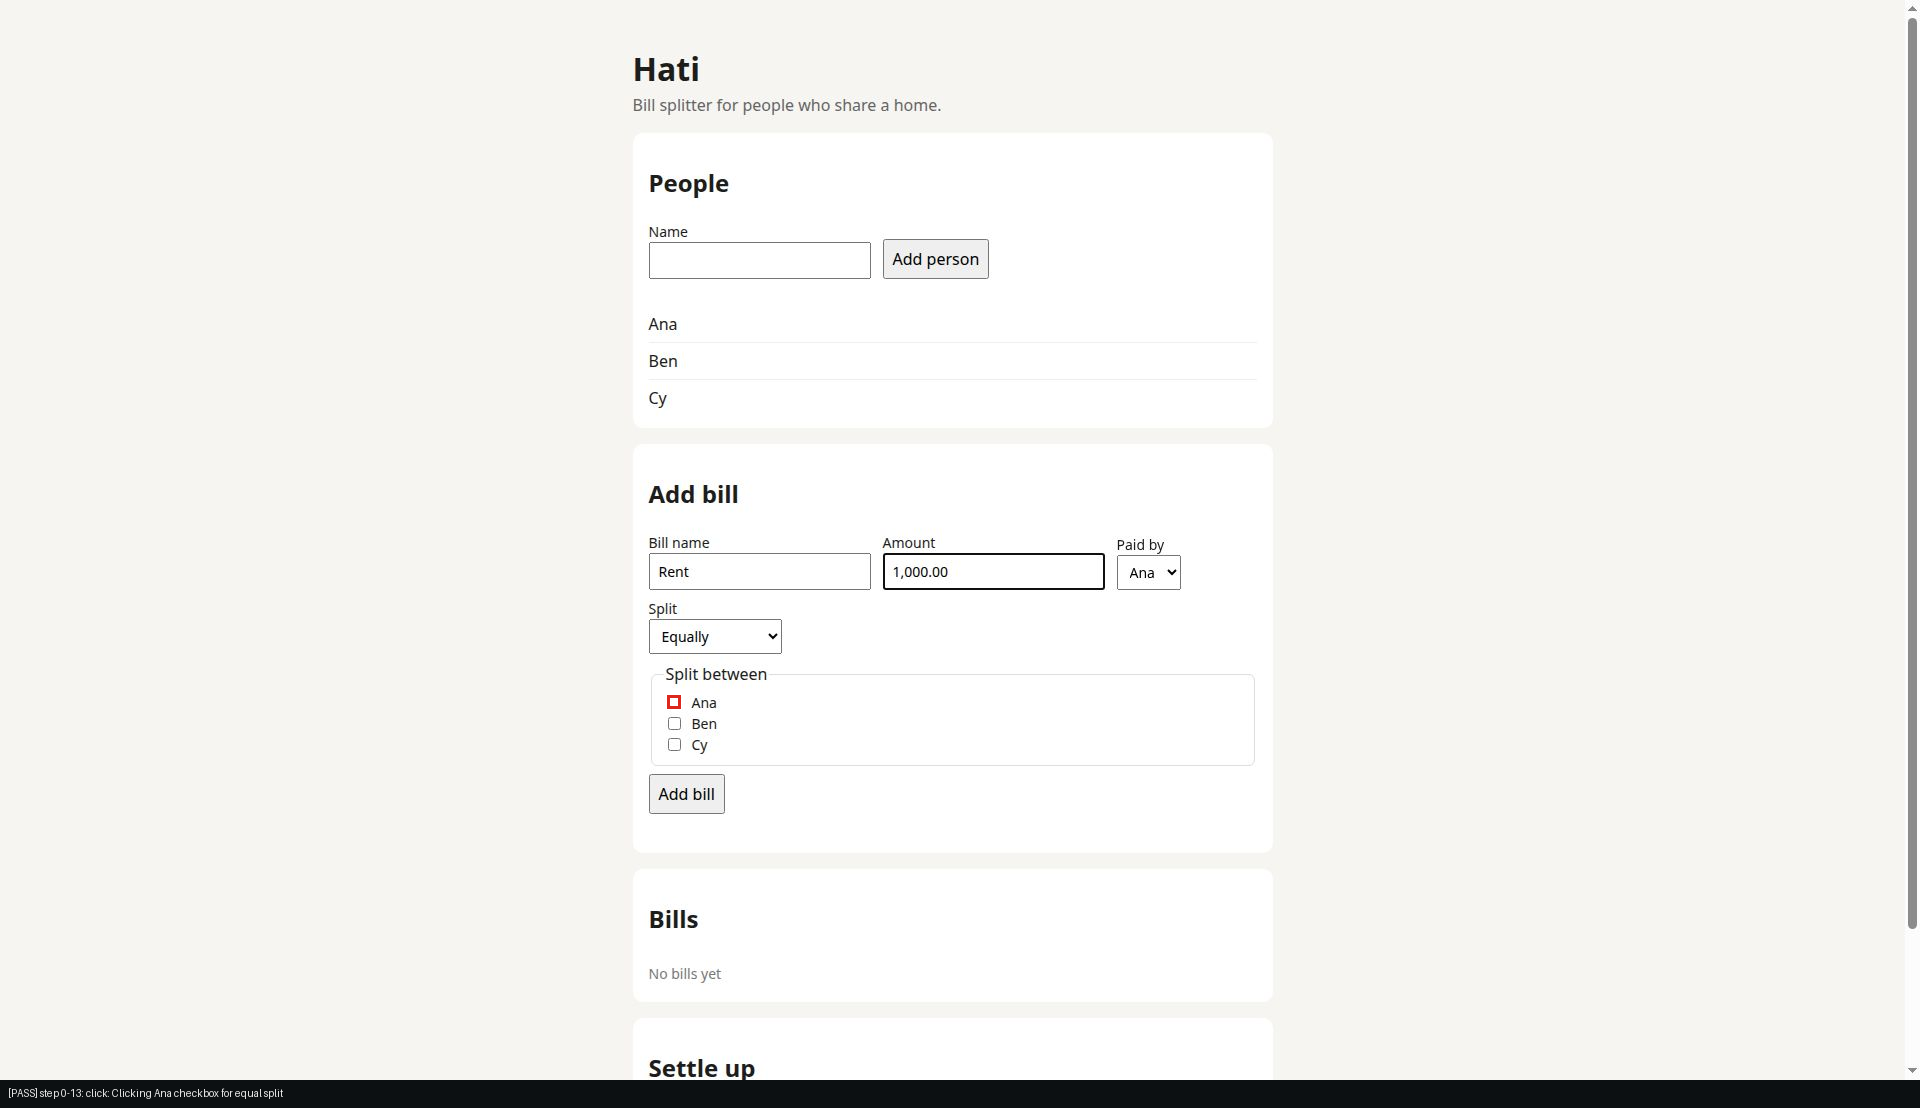 Hati
Bill splitter for people who share a home.
People
Name
Add person
Ana
Ben
Cy
Add bill
Bill name
Amount
Paid by
Rent
1,000.00
Ana
Split
Equally
Split between
Ana
Ben
Cy
Add bill
Bills
No bills yet
Settle up
[PASS] step 0-13: click: Clicking Ana checkbox for equal split